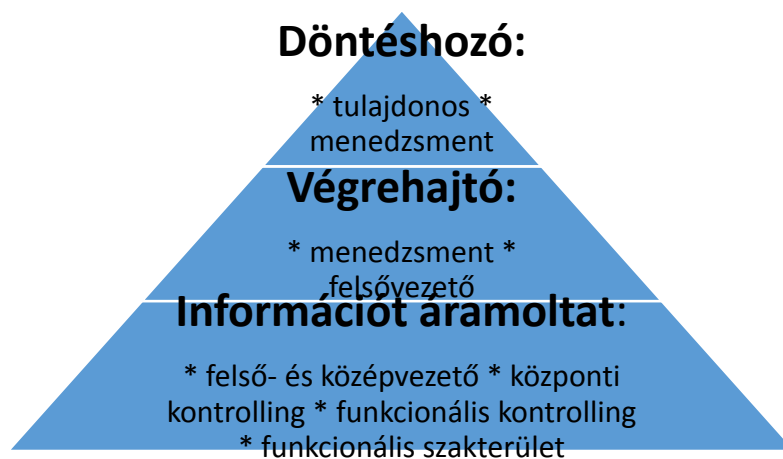 Döntéshozó:
* tulajdonos *
menedzsment
Végrehajtó:
* menedzsment *
felsővezető
Információt áramoltat:
* felső- és középvezető * központi
kontrolling * funkcionális kontrolling
* funkcionális szakterület